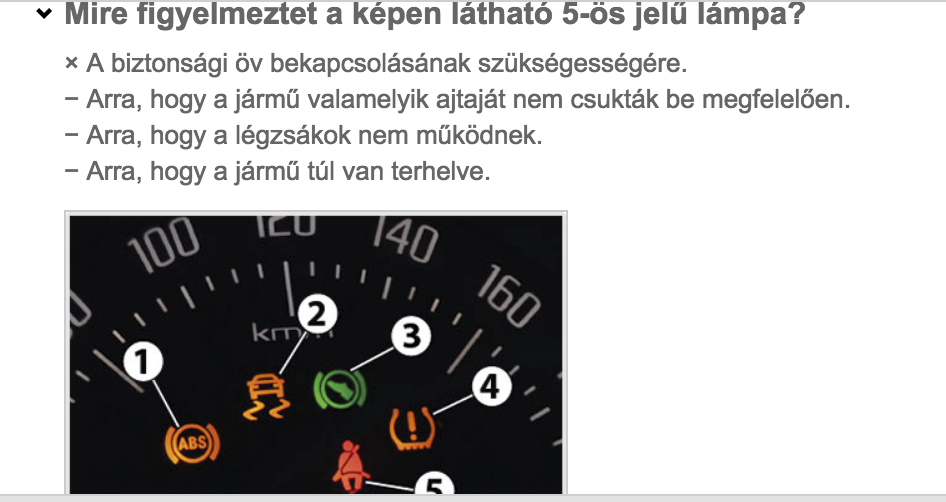 Mire figyelmeztet a képen látható 5-ös jelű lámpa?
× A biztonsági öv bekapcsolásának szükségességére.
– Arra, hogy a jármű valamelyik ajtaját nem csukták be megfelelően.
– Arra, hogy a légzsákok nem működnek.
– Arra, hogy a jármű túl van terhelve.
100 120 140 160
km/h
1 2 3 4 5
ABS
!